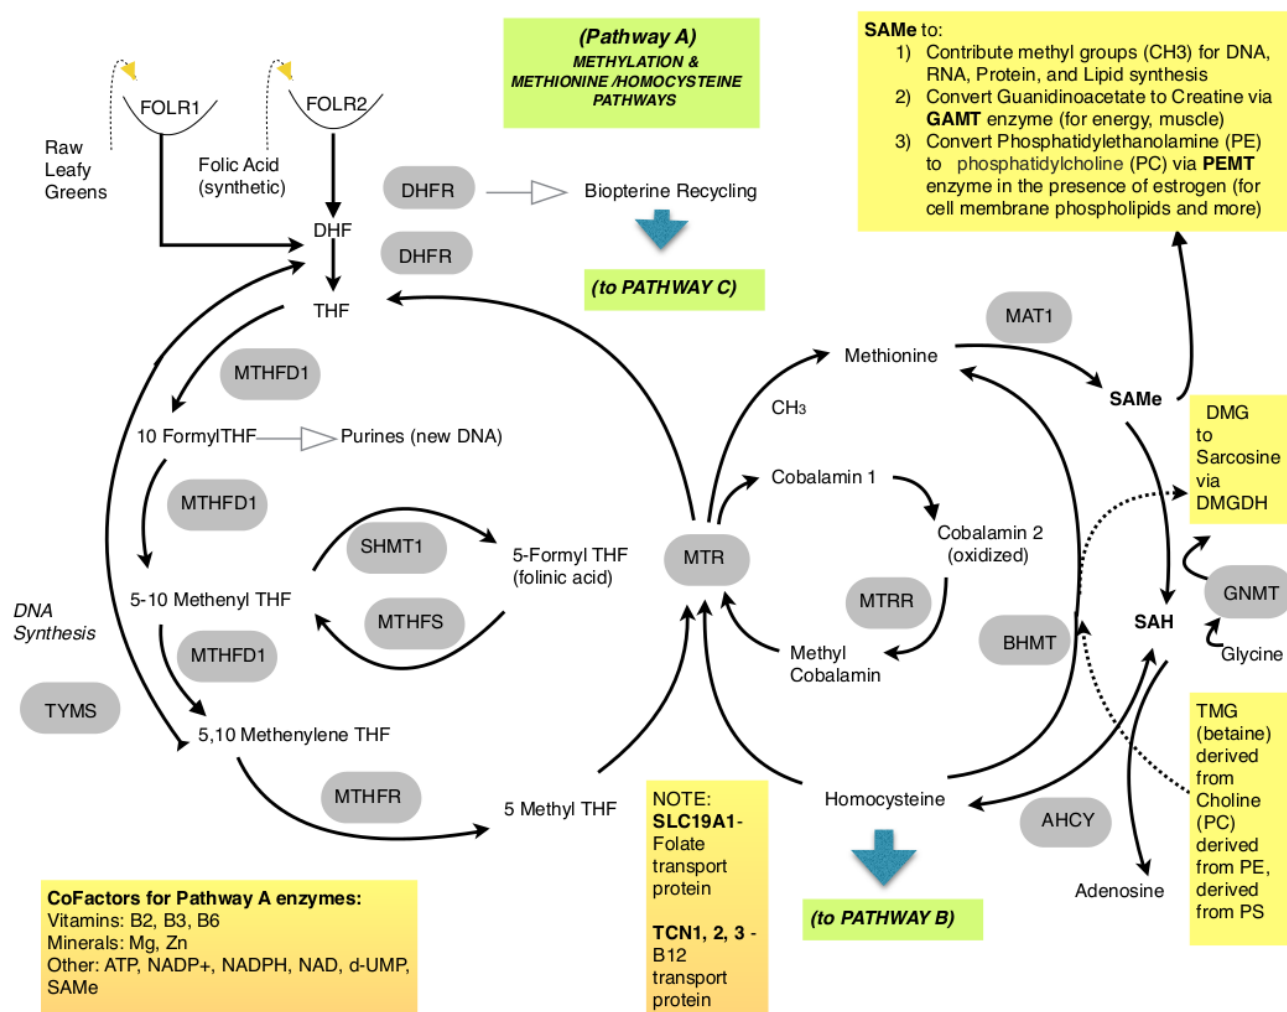 (Pathway A)
METHYLATION &
METHIONINE /HOMOCYSTEINE
PATHWAYS
SAMe to:
1) Contribute methyl groups (CH3) for DNA,
RNA, Protein, and Lipid synthesis
2) Convert Guanidinoacetate to Creatine via
GAMT enzyme (for energy, muscle)
3) Convert Phosphatidylethanolamine (PE)
to phosphatidylcholine (PC) via PEMT
enzyme in the presence of estrogen (for
cell membrane phospholipids and more)
FOLR1
FOLR2
Raw
Leafy
Greens
Folic Acid
(synthetic)
DHFR
Biopterine Recycling
DHF
DHFR
(to PATHWAY C)
THF
MTHFD1
10 FormylTHF
Purines (new DNA)
MTHFD1
SHMT1
5-Formyl THF
(folinic acid)
5-10 Methenyl THF
MTHFS
DNA
Synthesis
MTHFD1
TYMS
5,10 Methenylene THF
MTHFR
5 Methyl THF
MAT1
Methionine
SAMe
CH3
Cobalamin 1
Cobalamin 2
(oxidized)
MTR
MTRR
Methyl
Cobalamin
BHMT
DMG
to
Sarcosine
via
DMGDH
GNMT
SAH
Glycine
TMG
(betaine)
derived
from
Choline
(PC)
derived
from PE,
derived
from PS
Homocysteine
AHCY
Adenosine
(to PATHWAY B)
NOTE:
SLC19A1-
Folate
transport
protein
TCN1, 2, 3 -
B12
transport
protein
CoFactors for Pathway A enzymes:
Vitamins: B2, B3, B6
Minerals: Mg, Zn
Other: ATP, NADP+, NADPH, NAD, d-UMP,
SAMe